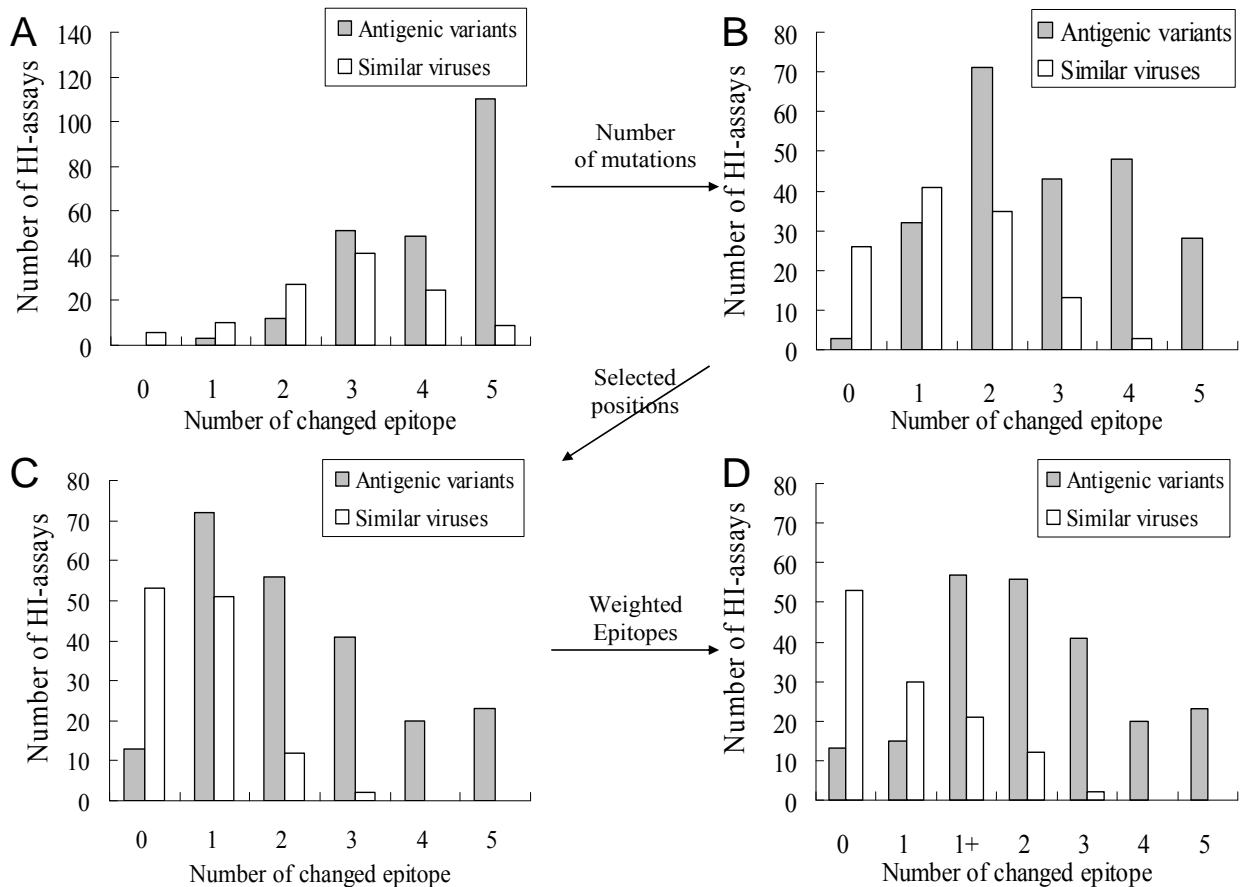 A
140
120
100
80
60
40
20
0
Number of HI-assays
Antigenic variants
Similar viruses
0 1 2 3 4 5
Number of changed epitope
Number
of mutations
B
80
70
60
50
40
30
20
10
0
Number of HI-assays
Antigenic variants
Similar viruses
0 1 2 3 4 5
Number of changed epitope
Selected
positions
C
80
70
60
50
40
30
20
10
0
Number of HI-assays
Antigenic variants
Similar viruses
0 1 2 3 4 5
Number of changed epitope
Weighted
Epitopes
D
80
70
60
50
40
30
20
10
0
Number of HI-assays
Antigenic variants
Similar viruses
0 1 1+ 2 3 4 5
Number of changed epitope